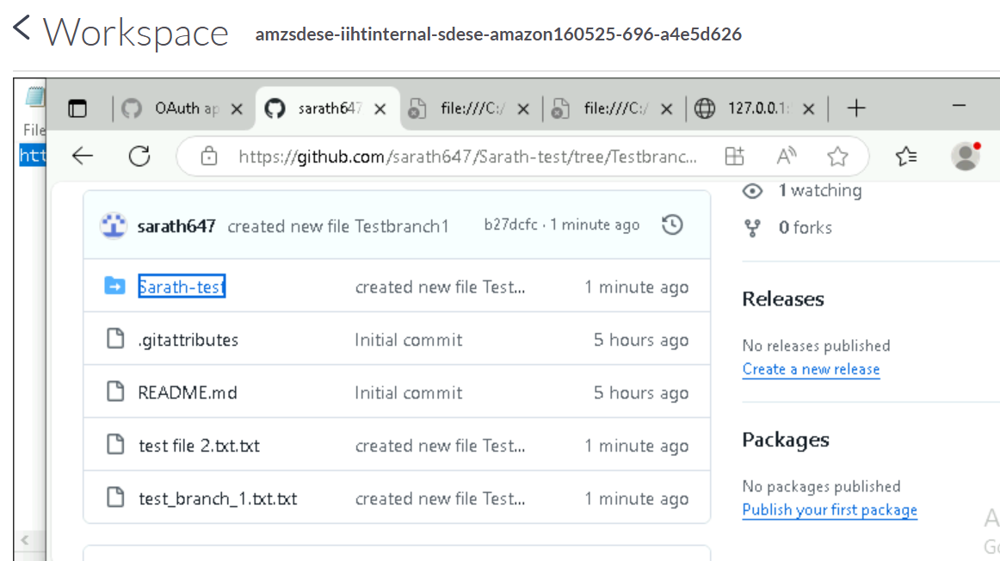 Workspace amzsdese-iihtinternal-sdese-amazon160525-696-a4e5d626
File
OAuth ap
sarath647
file:///C:/
file:///C:/
127.0.0.1:
htt
https://github.com/sarath647/Sarath-test/tree/Testbranc...
1 watching
0 forks
sarath647 created new file Testbranch1 b27dcfc · 1 minute ago
Sarath-test created new file Test... 1 minute ago
.gitattributes Initial commit 5 hours ago
README.md Initial commit 5 hours ago
test file 2.txt.txt created new file Test... 1 minute ago
test_branch_1.txt.txt created new file Test... 1 minute ago
Releases
No releases published
Create a new release
Packages
No packages published
Publish your first package
A
Go